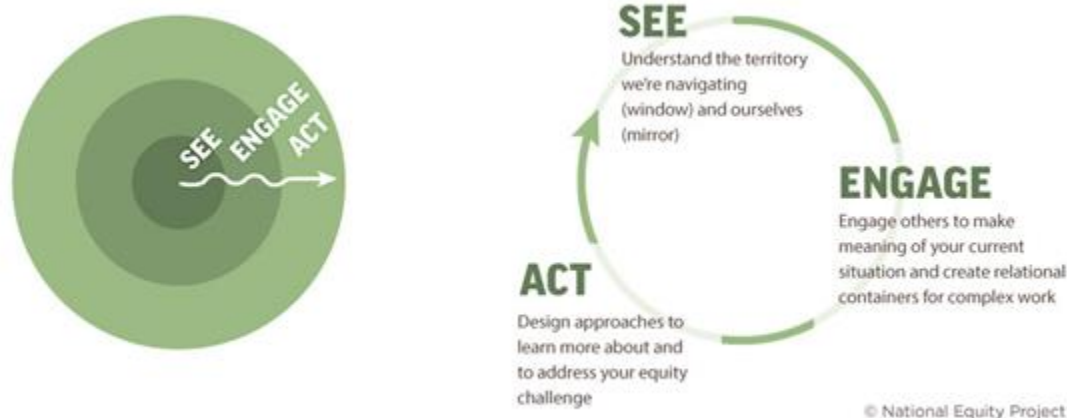 SEE
ENGAGE
ACT
SEE
Understand the territory
we're navigating
(window) and ourselves
(mirror)
ENGAGE
Engage others to make
meaning of your current
situation and create relational
containers for complex work
ACT
Design approaches to
learn more about and
to address your equity
challenge
© National Equity Project